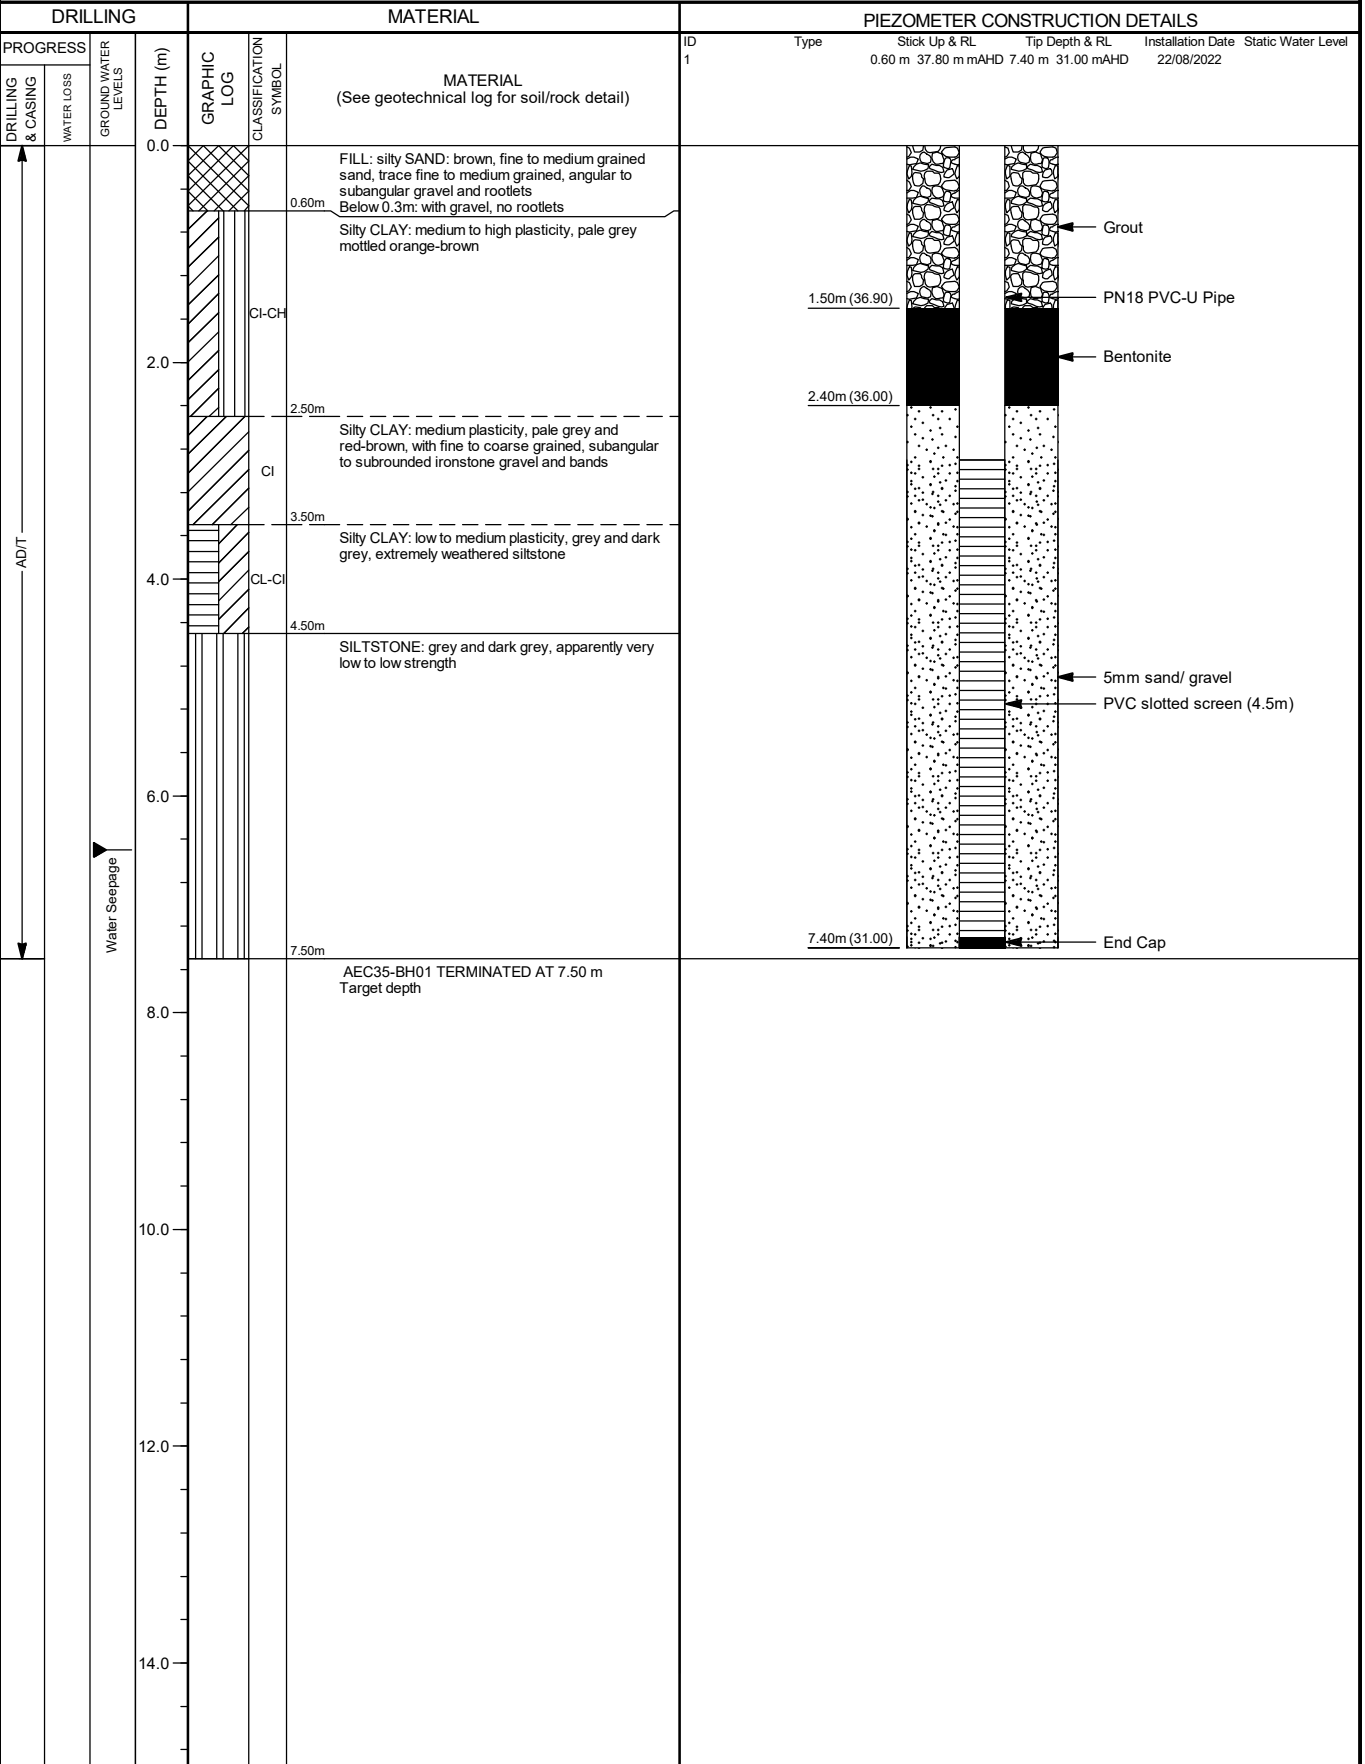 DRILLING
MATERIAL
PIEZOMETER CONSTRUCTION DETAILS
PROGRESS
DRILLING
& CASING
WATER LOSS
GROUND WATER
LEVELS
DEPTH (m)
GRAPHIC
LOG
CLASSIFICATION
SYMBOL
MATERIAL
(See geotechnical log for soil/rock detail)
ID Type Stick Up & RL Tip Depth & RL Installation Date Static Water Level
1 0.60 m 37.80 m mAHD 7.40 m 31.00 mAHD 22/08/2022
0.0
FILL: silty SAND: brown, fine to medium grained
sand, trace fine to medium grained, angular to
subangular gravel and rootlets
0.60m
Below 0.3m: with gravel, no rootlets
Silty CLAY: medium to high plasticity, pale grey
mottled orange-brown
Grout
1.50m (36.90)
PN18 PVC-U Pipe
CI-CH
Bentonite
2.0
2.40m (36.00)
2.50m
Silty CLAY: medium plasticity, pale grey and
red-brown, with fine to coarse grained, subangular
to subrounded ironstone gravel and bands
CI
3.50m
Silty CLAY: low to medium plasticity, grey and dark
grey, extremely weathered siltstone
AD/T
4.0
CL-CI
4.50m
SILTSTONE: grey and dark grey, apparently very
low to low strength
5mm sand/ gravel
PVC slotted screen (4.5m)
6.0
Water Seepage
7.40m (31.00)
End Cap
7.50m
AEC35-BH01 TERMINATED AT 7.50 m
Target depth
8.0
10.0
12.0
14.0